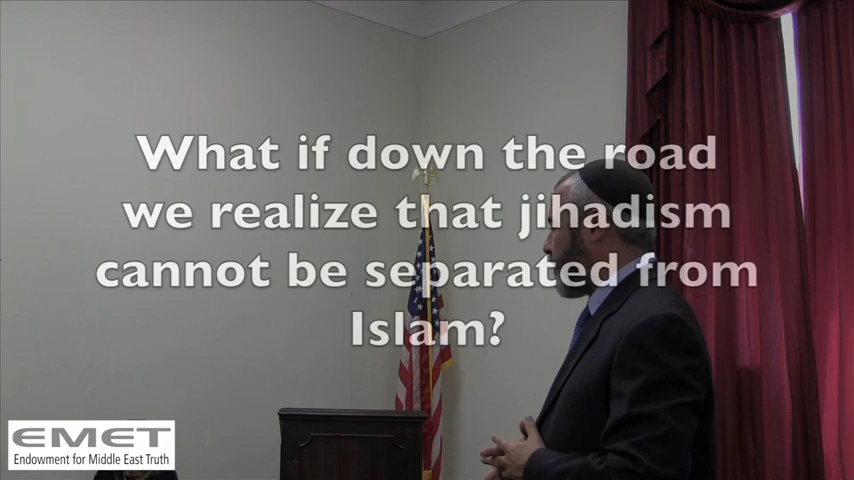 What if down the road
we realize that jihadism
cannot be separated from
Islam?
EMET
Endowment for Middle East Truth